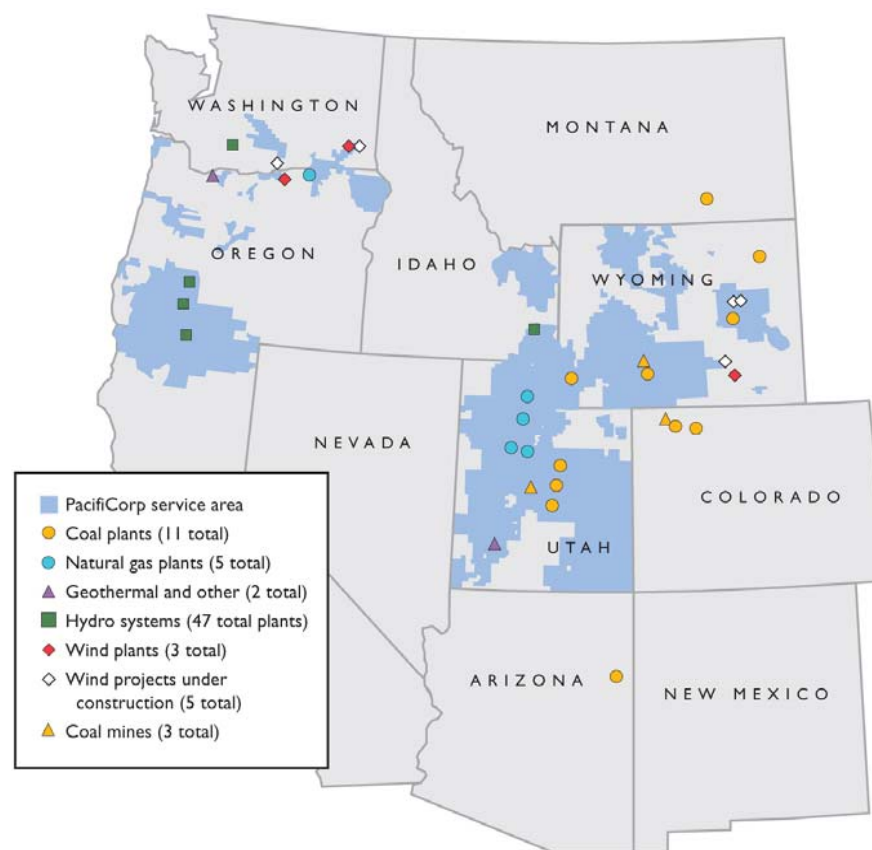 WASHINGTON
MONTANA
OREGON
IDAHO
WYOMING
NEVADA
UTAH
COLORADO
ARIZONA
NEW MEXICO
PacifiCorp service area
Coal plants (11 total)
Natural gas plants (5 total)
Geothermal and other (2 total)
Hydro systems (47 total plants)
Wind plants (3 total)
Wind projects under
construction (5 total)
Coal mines (3 total)